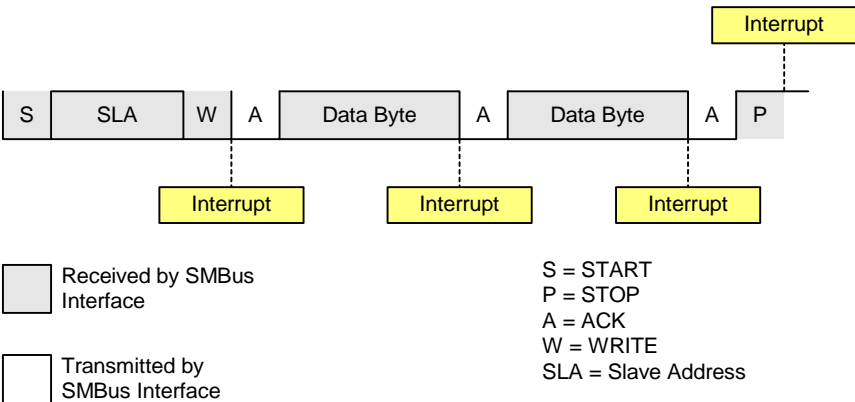 Interrupt
S SLA W A Data Byte A Data Byte A P
Interrupt Interrupt Interrupt
Received by SMBus
Interface
Transmitted by
SMBus Interface
S = START
P = STOP
A = ACK
W = WRITE
SLA = Slave Address